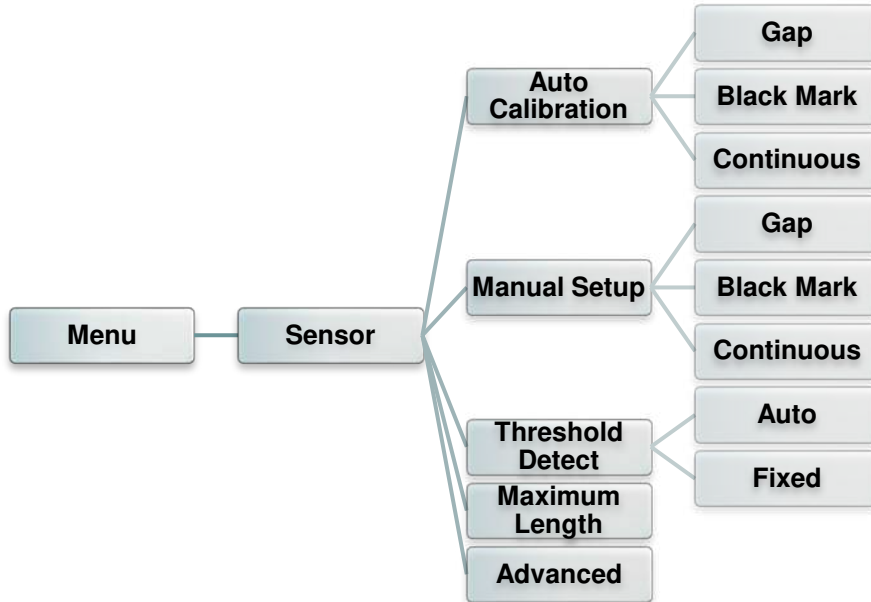 Menu
Sensor
Auto
Calibration
Gap
Black Mark
Continuous
Manual Setup
Gap
Black Mark
Continuous
Threshold
Detect
Auto
Fixed
Maximum
Length
Advanced